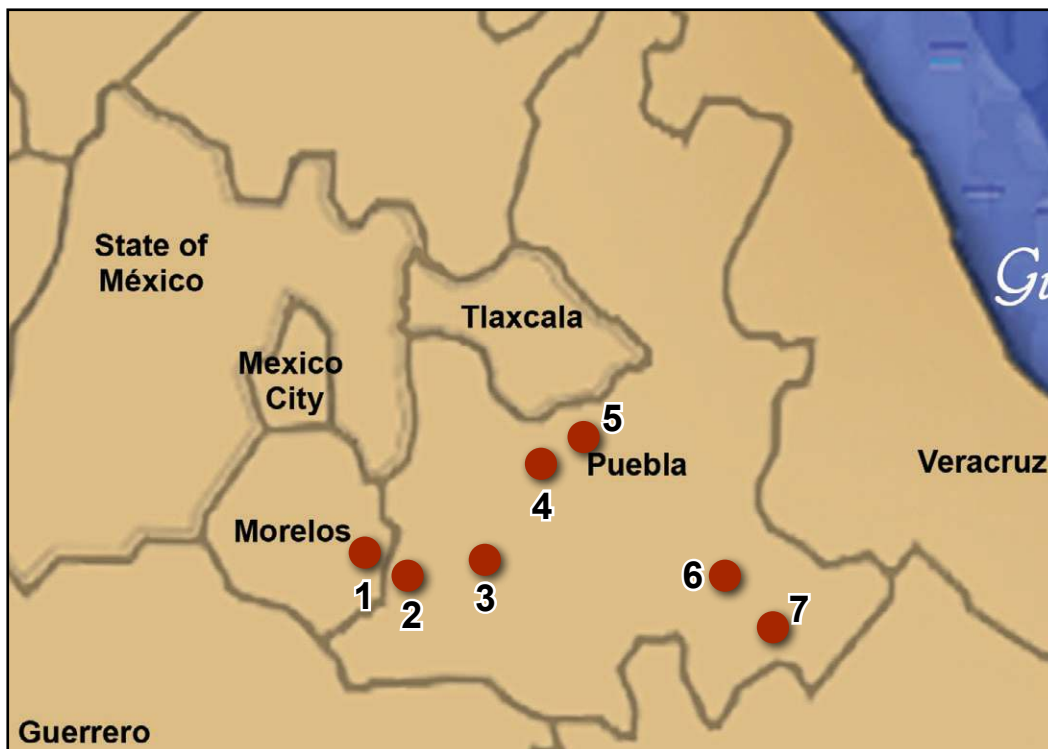 State of
México
Tlaxcala
Mexico
City
5
Puebla
Veracruz
4
Morelos
1
2
3
6
7
Guerrero